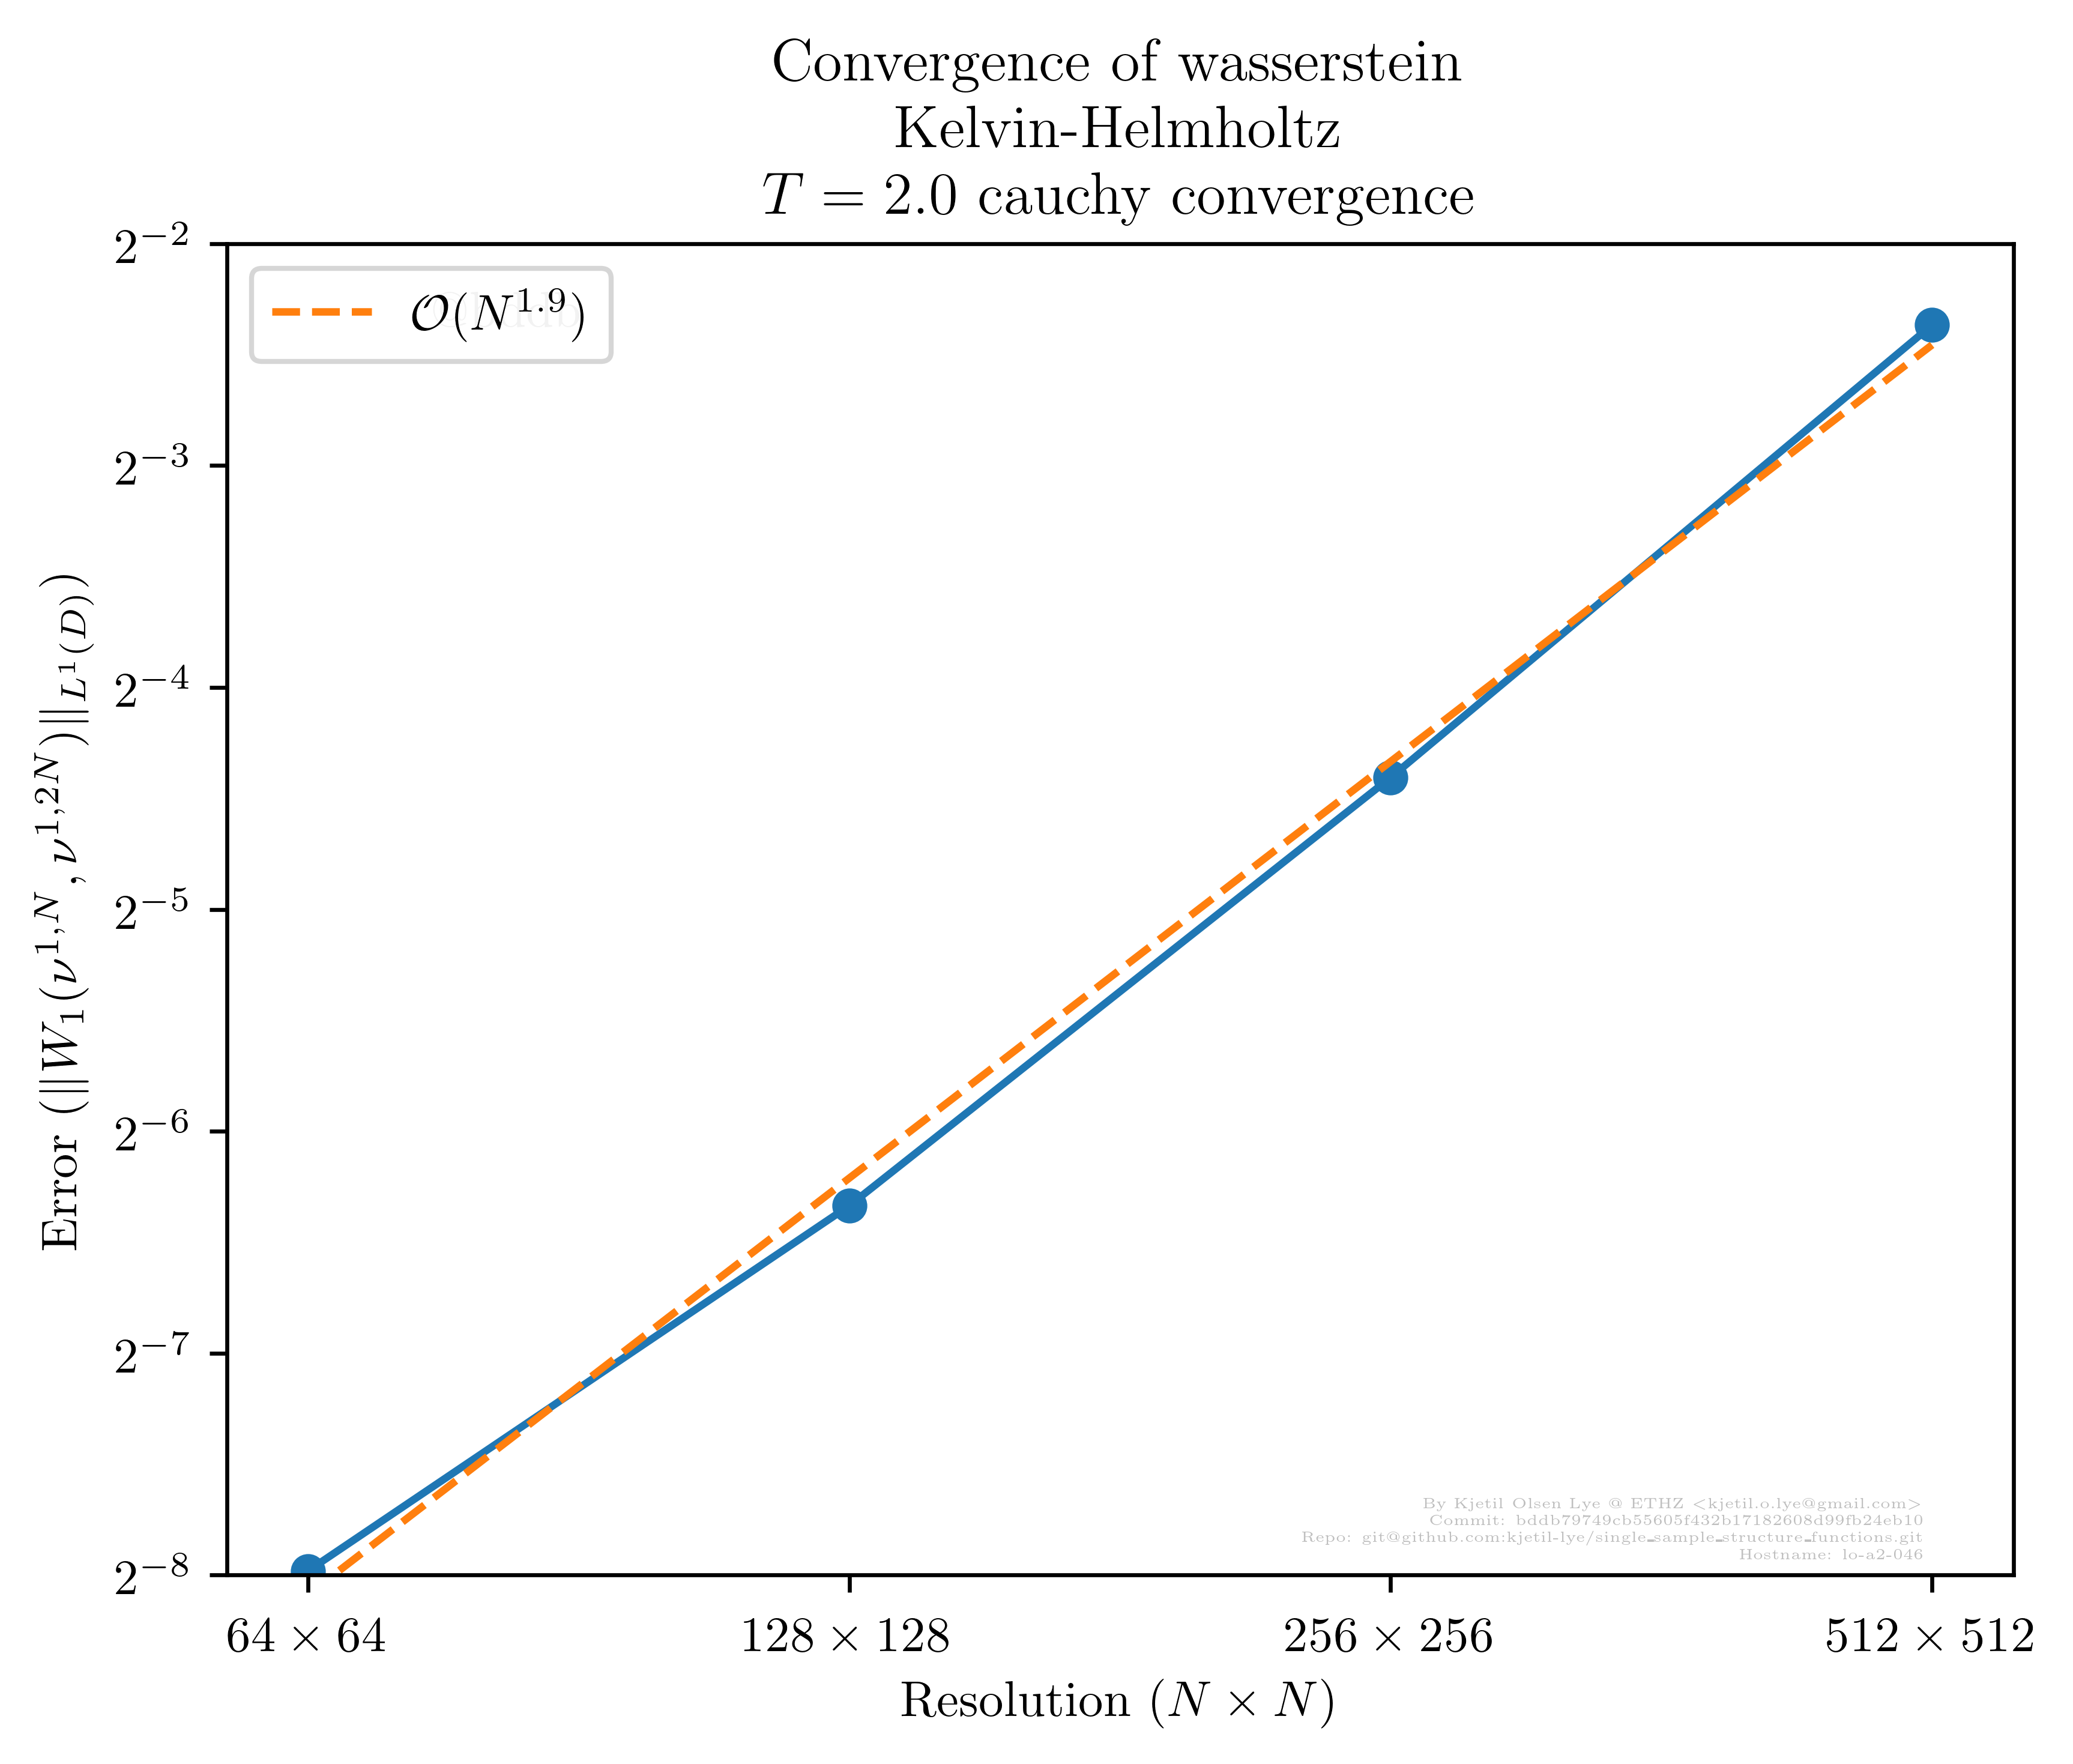 Convergence of wasserstein
Kelvin-Helmholtz
T = 2.0 cauchy convergence
2⁻²
2⁻³
2⁻⁴
2⁻⁵
2⁻⁶
2⁻⁷
2⁻⁸
Error (||W₁(ν^{1,N}, ν^{1,2N})||_{L¹(D)})
𝒪(N^{1.9})
By Kjetil Olsen Lye @ ETHZ <kjetil.o.lye@gmail.com>
Commit: bddb79749cb55605f432b17182608d99fb24eb10
Repo: git@github.com:kjetil-lye/single_sample_structure_functions.git
Hostname: lo-a2-046
64 × 64
128 × 128
256 × 256
512 × 512
Resolution (N × N)